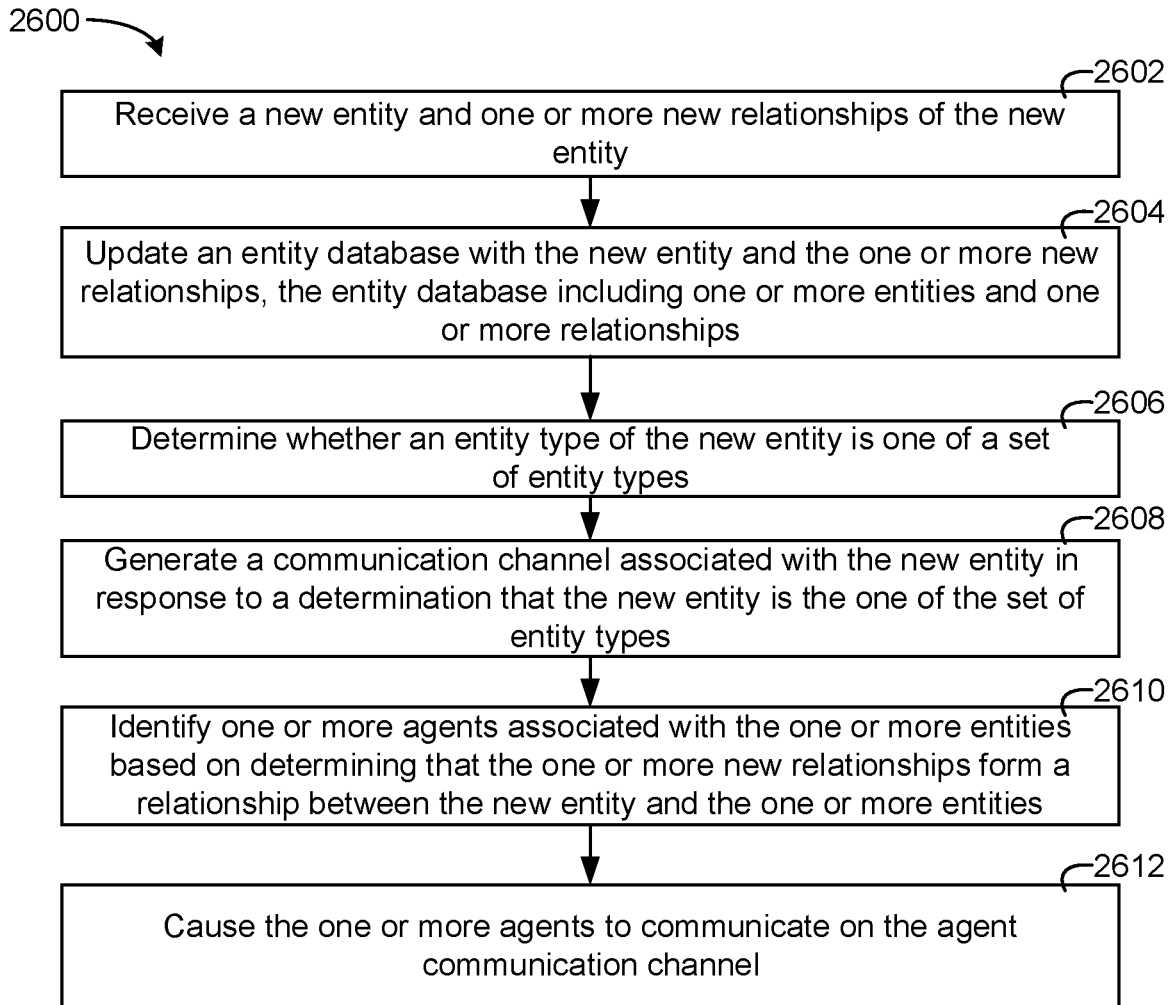 2600
2602
Receive a new entity and one or more new relationships of the new
entity
2604
Update an entity database with the new entity and the one or more new
relationships, the entity database including one or more entities and one
or more relationships
2606
Determine whether an entity type of the new entity is one of a set
of entity types
2608
Generate a communication channel associated with the new entity in
response to a determination that the new entity is the one of the set of
entity types
2610
Identify one or more agents associated with the one or more entities
based on determining that the one or more new relationships form a
relationship between the new entity and the one or more entities
2612
Cause the one or more agents to communicate on the agent
communication channel